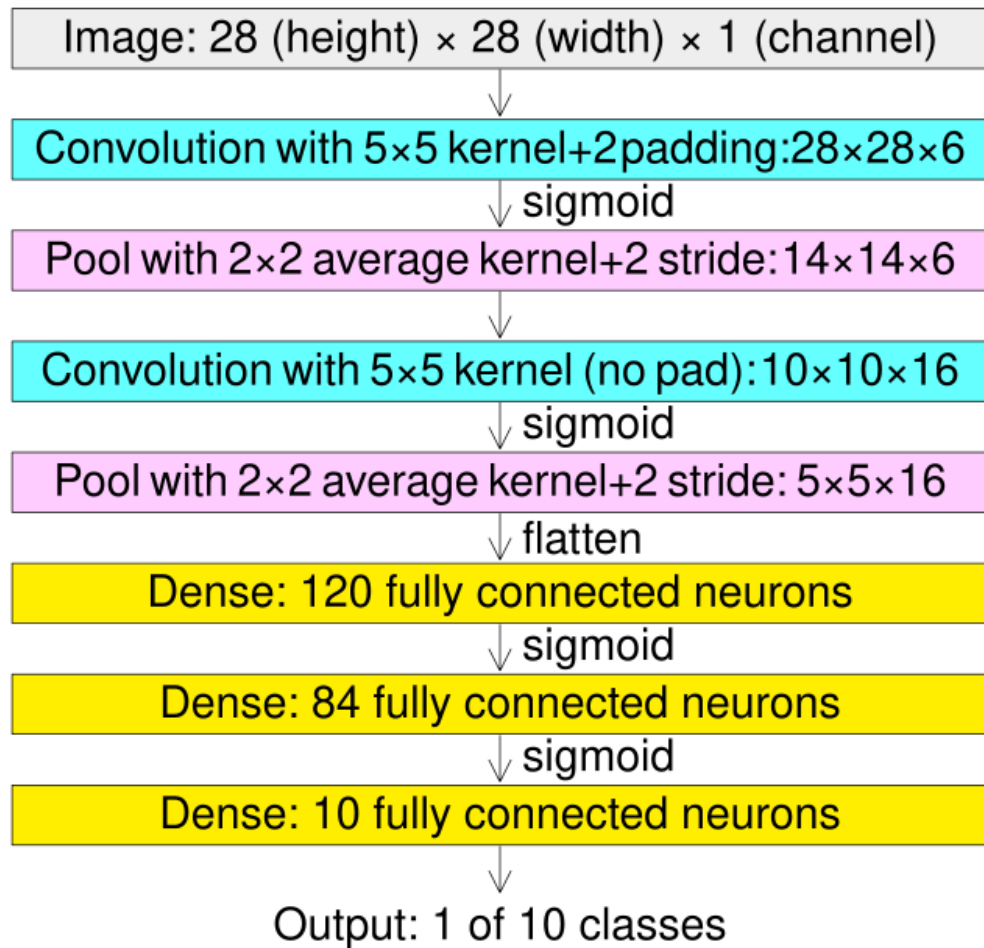 Image: 28 (height) × 28 (width) × 1 (channel)
Convolution with 5×5 kernel+2padding:28×28×6
sigmoid
Pool with 2×2 average kernel+2 stride:14×14×6
Convolution with 5×5 kernel (no pad):10×10×16
sigmoid
Pool with 2×2 average kernel+2 stride: 5×5×16
flatten
Dense: 120 fully connected neurons
sigmoid
Dense: 84 fully connected neurons
sigmoid
Dense: 10 fully connected neurons
Output: 1 of 10 classes